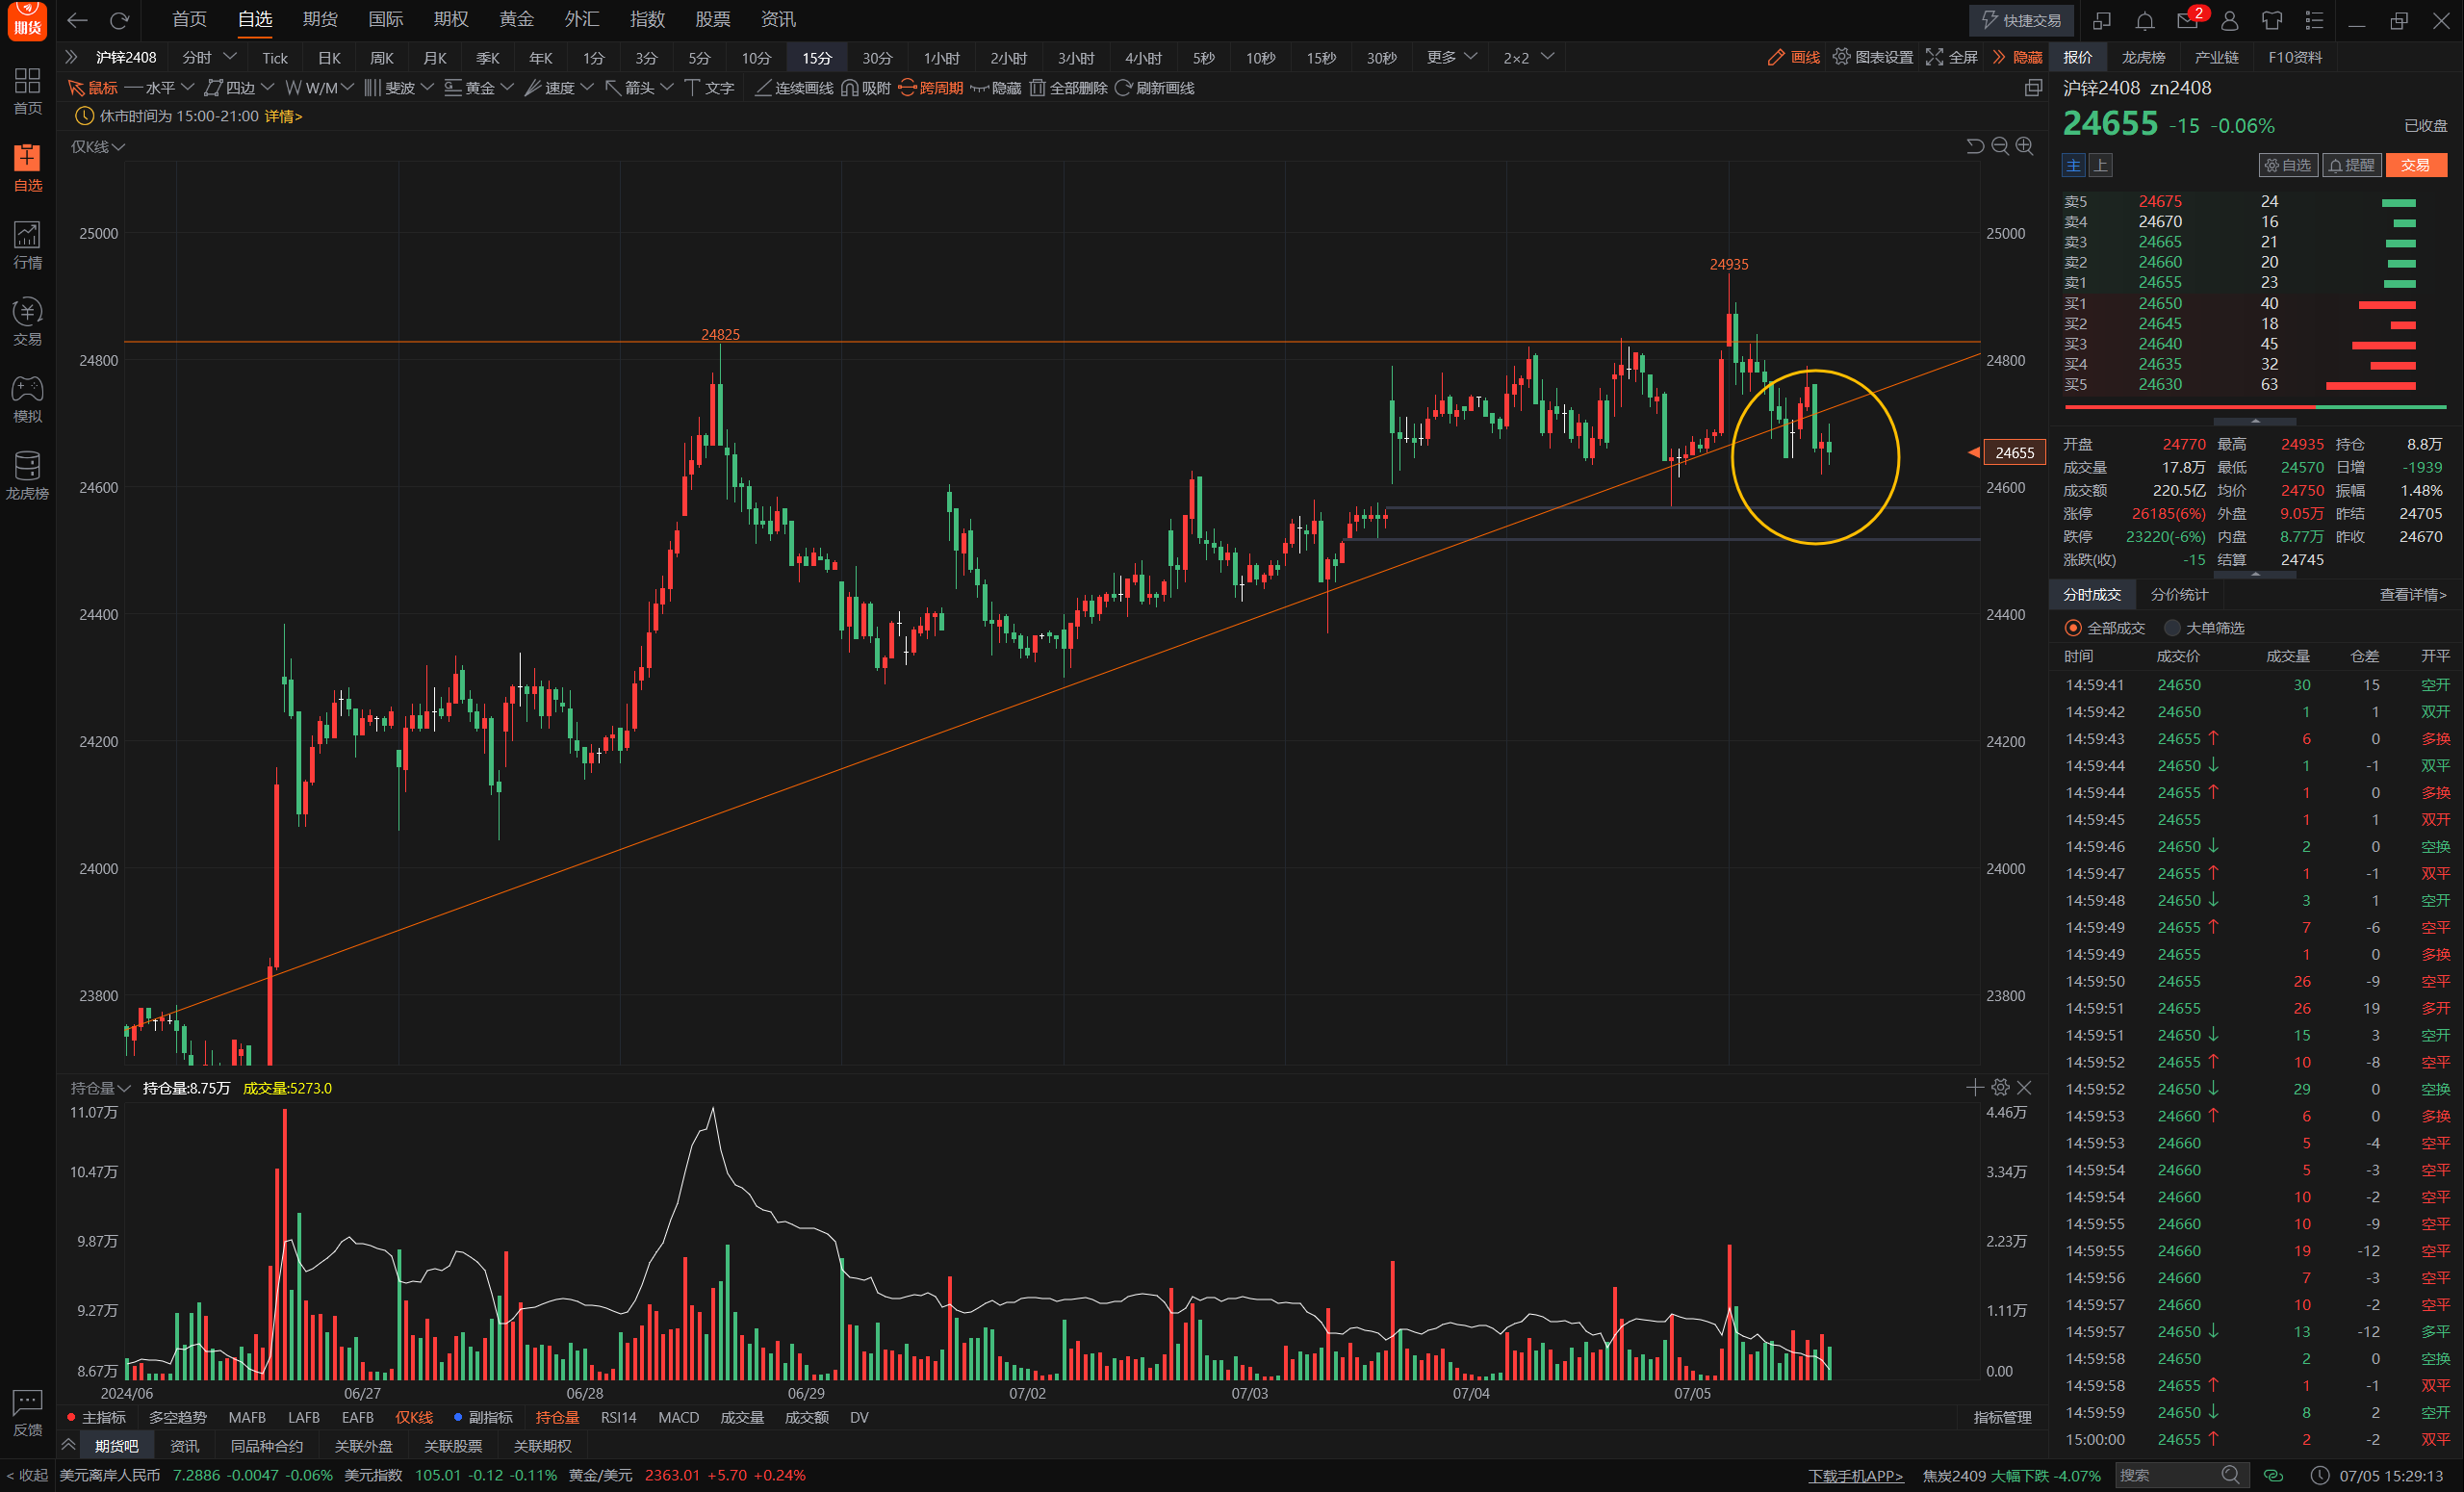 期货
首页 自选 期货 国际 期权 黄金 外汇 指数 股票 资讯 快捷交易 2
沪锌2408 分时 Tick 日K 周K 月K 季K 年K 1分 3分 5分 10分 15分 30分 1小时 2小时 3小时 4小时 5秒 10秒 15秒 30秒 更多 2×2 画线 图表设置 全屏 隐藏
鼠标 水平 四边 W/M 斐波 黄金 速度 箭头 文字 连续画线 吸附 跨周期 隐藏 全部删除 刷新画线
休市时间为 15:00-21:00 详情>
仅K线
首页
自选
行情
交易
模拟
龙虎榜
反馈
25000 25000
24935
24825
24800 24800
24655
24600 24600
24400 24400
24200 24200
24000 24000
23800 23800
持仓量 持仓量:8.75万 成交量:5273.0
11.07万 4.46万
10.47万 3.34万
9.87万 2.23万
9.27万 1.11万
8.67万 0.00
2024/06 06/27 06/28 06/29 07/02 07/03 07/04 07/05
主指标 多空趋势 MAFB LAFB EAFB 仅K线 副指标 持仓量 RSI14 MACD 成交量 成交额 DV 指标管理
期货吧 资讯 同品种合约 关联外盘 关联股票 关联期权
报价 龙虎榜 产业链 F10资料
沪锌2408 zn2408
24655 -15 -0.06% 已收盘
主 上 自选 提醒 交易
卖5 24675 24
卖4 24670 16
卖3 24665 21
卖2 24660 20
卖1 24655 23
买1 24650 40
买2 24645 18
买3 24640 45
买4 24635 32
买5 24630 63
开盘 24770 最高 24935 持仓 8.8万
成交量 17.8万 最低 24570 日增 -1939
成交额 220.5亿 均价 24750 振幅 1.48%
涨停 26185(6%) 外盘 9.05万 昨结 24705
跌停 23220(-6%) 内盘 8.77万 昨收 24670
涨跌(收) -15 结算 24745
分时成交 分价统计 查看详情>
全部成交 大单筛选
时间 成交价 成交量 仓差 开平
14:59:41 24650 30 15 空开
14:59:42 24650 1 1 双开
14:59:43 24655 ↑ 6 0 多换
14:59:44 24650 ↓ 1 -1 双平
14:59:44 24655 ↑ 1 0 多换
14:59:45 24655 1 1 双开
14:59:46 24650 ↓ 2 0 空换
14:59:47 24655 ↑ 1 -1 双平
14:59:48 24650 ↓ 3 1 空开
14:59:49 24655 ↑ 7 -6 空平
14:59:49 24655 1 0 多换
14:59:50 24655 26 -9 空平
14:59:51 24655 26 19 多开
14:59:51 24650 ↓ 15 3 空开
14:59:52 24655 ↑ 10 -8 空平
14:59:52 24650 ↓ 29 0 空换
14:59:53 24660 ↑ 6 0 多换
14:59:53 24660 5 -4 空平
14:59:54 24660 5 -3 空平
14:59:54 24660 10 -2 空平
14:59:55 24660 10 -9 空平
14:59:55 24660 19 -12 空平
14:59:56 24660 7 -3 空平
14:59:57 24660 10 -2 空平
14:59:57 24650 ↓ 13 -12 多平
14:59:58 24650 2 0 空换
14:59:58 24655 ↑ 1 -1 双平
14:59:59 24650 ↓ 8 2 空开
15:00:00 24655 ↑ 2 -2 双平
< 收起 美元离岸人民币 7.2886 -0.0047 -0.06% 美元指数 105.01 -0.12 -0.11% 黄金/美元 2363.01 +5.70 +0.24% 下载手机APP> 焦炭2409 大幅下跌 -4.07% 搜索 07/05 15:29:13